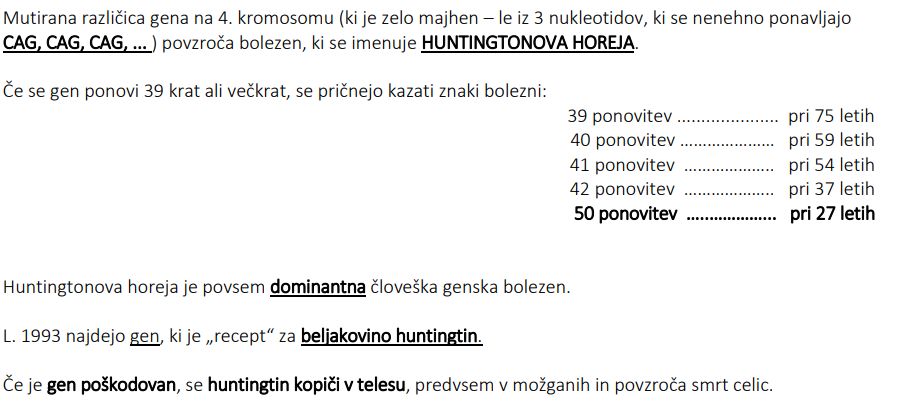 Mutirana različica gena na 4. kromosomu (ki je zelo majhen – le iz 3 nukleotidov, ki se nenehno ponavljajo
CAG, CAG, CAG, ... ) povzroča bolezen, ki se imenuje HUNTINGTONOVA HOREJA.
Če se gen ponovi 39 krat ali večkrat, se pričnejo kazati znaki bolezni:
39 ponovitev ...................... pri 75 letih
40 ponovitev ..................... pri 59 letih
41 ponovitev .................... pri 54 letih
42 ponovitev .................... pri 37 letih
50 ponovitev .................... pri 27 letih
Huntingtonova horeja je povsem dominantna človeška genska bolezen.
L. 1993 najdejo gen, ki je „recept“ za beljakovino huntingtin.
Če je gen poškodovan, se huntingtin kopiči v telesu, predvsem v možganih in povzroča smrt celic.